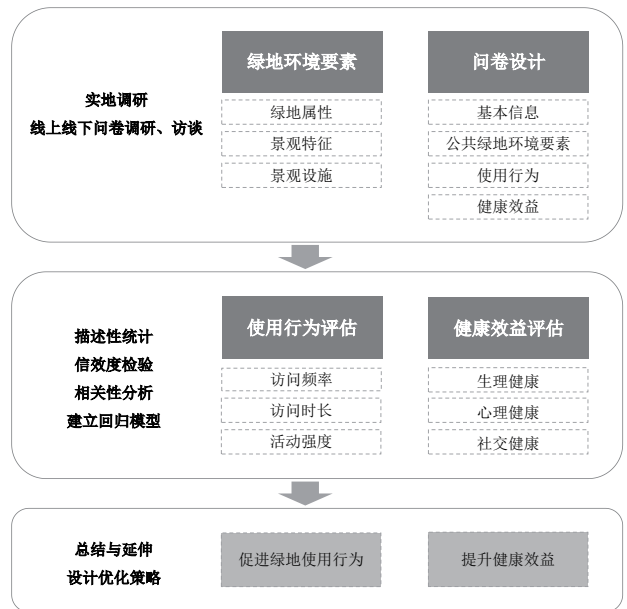 实地调研
线上线下问卷调研、访谈
绿地环境要素
绿地属性
景观特征
景观设施
问卷设计
基本信息
公共绿地环境要素
使用行为
健康效益
描述性统计
信效度检验
相关性分析
建立回归模型
使用行为评估
访问频率
访问时长
活动强度
健康效益评估
生理健康
心理健康
社交健康
总结与延伸
设计优化策略
促进绿地使用行为
提升健康效益